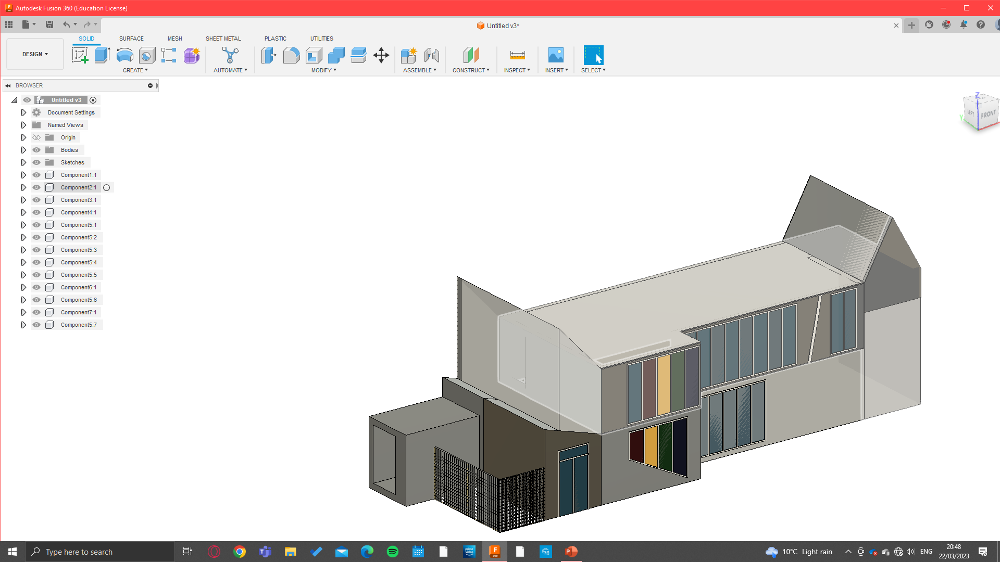 Autodesk Fusion 360 (Education License)
Untitled v3*
DESIGN
SOLID
SURFACE
MESH
SHEET METAL
PLASTIC
UTILITIES
CREATE
AUTOMATE
MODIFY
ASSEMBLE
CONSTRUCT
INSPECT
INSERT
SELECT
BROWSER
Untitled v3
Document Settings
Named Views
Origin
Bodies
Sketches
Component1:1
Component2:1
Component3:1
Component4:1
Component5:1
Component5:2
Component5:3
Component5:4
Component5:5
Component6:1
Component5:6
Component7:1
Component5:7
Z
Y
LEFT
FRONT
Type here to search
prime video
F
360
10°C Light rain
ENG
20:48
22/03/2023